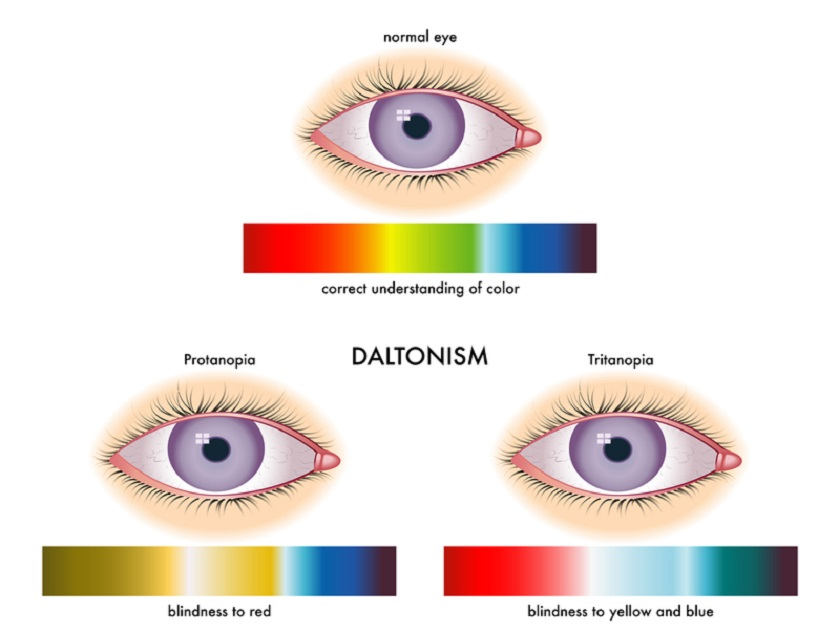 normal eye
correct understanding of color
DALTONISM
Protanopia
Tritanopia
blindness to red
blindness to yellow and blue